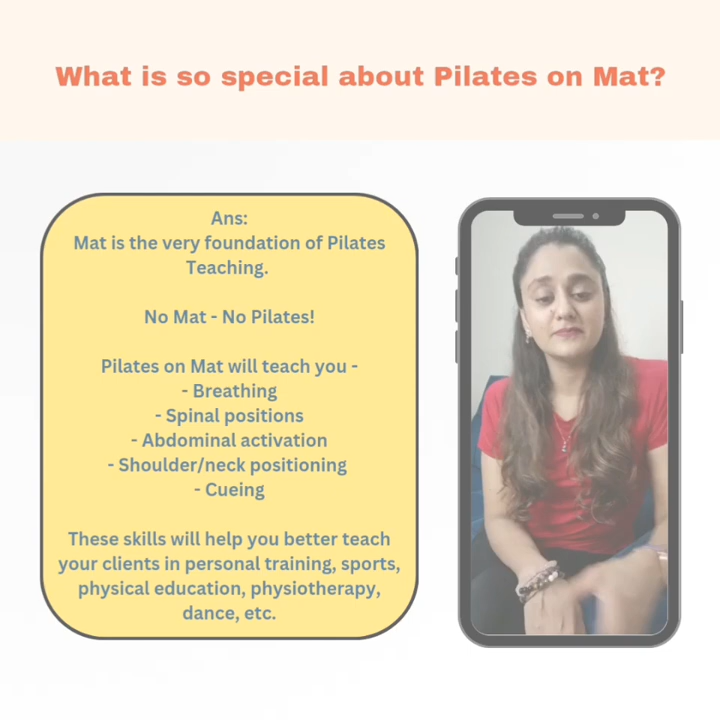 What is so special about Pilates on Mat?
Ans:
Mat is the very foundation of Pilates
Teaching.
No Mat - No Pilates!
Pilates on Mat will teach you -
- Breathing
- Spinal positions
- Abdominal activation
- Shoulder/neck positioning
- Cueing
These skills will help you better teach
your clients in personal training, sports,
physical education, physiotherapy,
dance, etc.